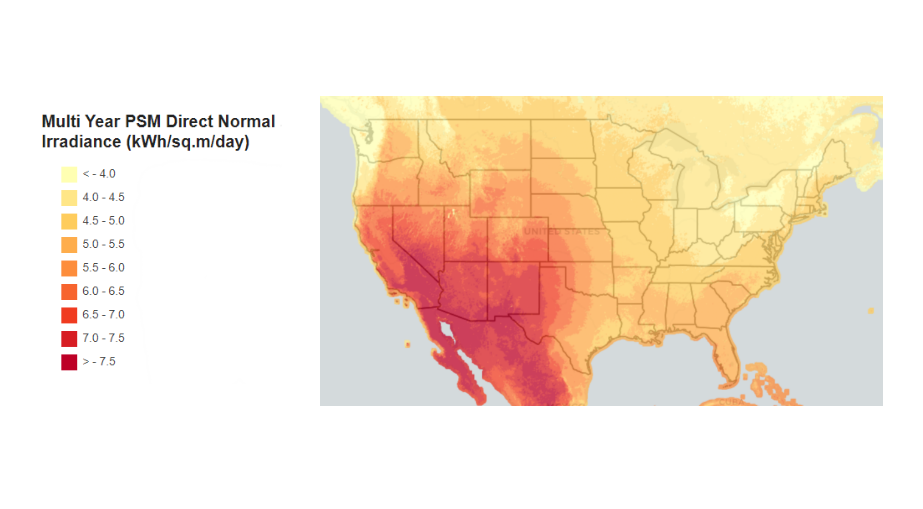 Multi Year PSM Direct Normal
Irradiance (kWh/sq.m/day)
< - 4.0
4.0 - 4.5
4.5 - 5.0
5.0 - 5.5
5.5 - 6.0
6.0 - 6.5
6.5 - 7.0
7.0 - 7.5
> - 7.5
UNITED STATES